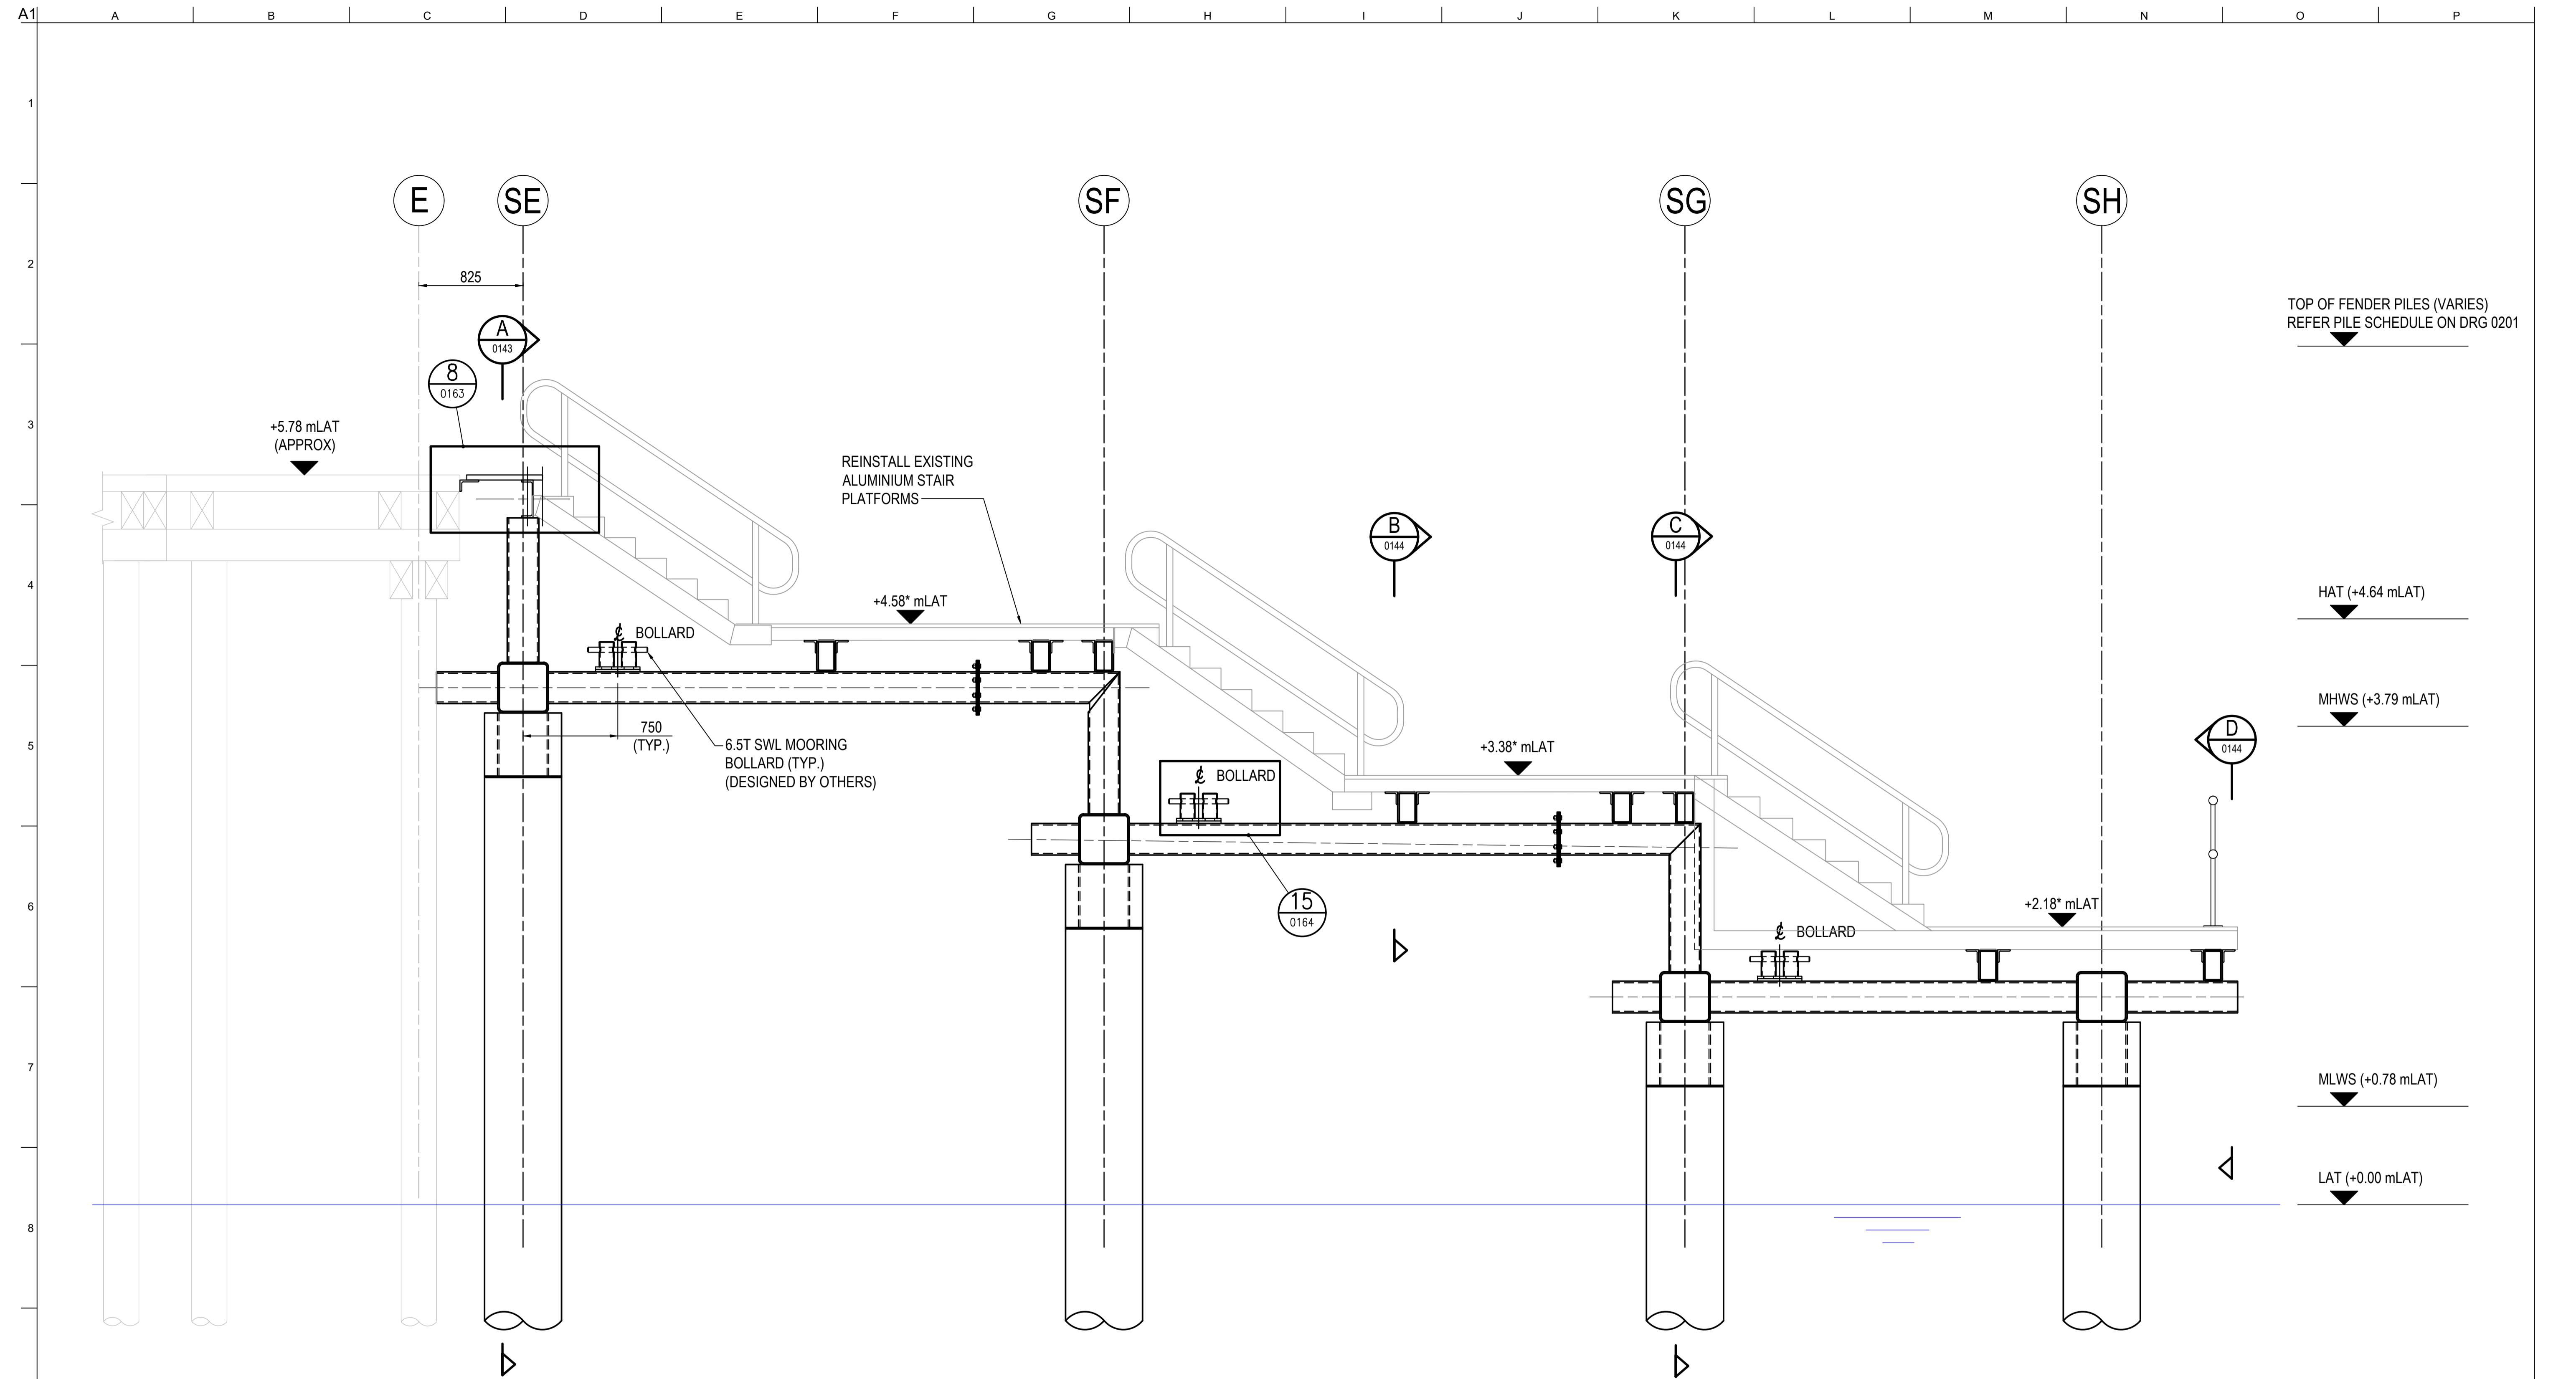 A1
A B C D E F G H I J K L M N O P
1
2
3
4
5
6
7
8
E
SE
SF
SG
SH
825
TOP OF FENDER PILES (VARIES)
REFER PILE SCHEDULE ON DRG 0201
A
0143
8
0163
+5.78 mLAT
(APPROX)
REINSTALL EXISTING
ALUMINIUM STAIR
PLATFORMS
B
0144
C
0144
+4.58* mLAT
HAT (+4.64 mLAT)
℄ BOLLARD
MHWS (+3.79 mLAT)
750
(TYP.)
6.5T SWL MOORING
BOLLARD (TYP.)
(DESIGNED BY OTHERS)
D
0144
+3.38* mLAT
℄ BOLLARD
15
0164
+2.18* mLAT
℄ BOLLARD
MLWS (+0.78 mLAT)
LAT (+0.00 mLAT)